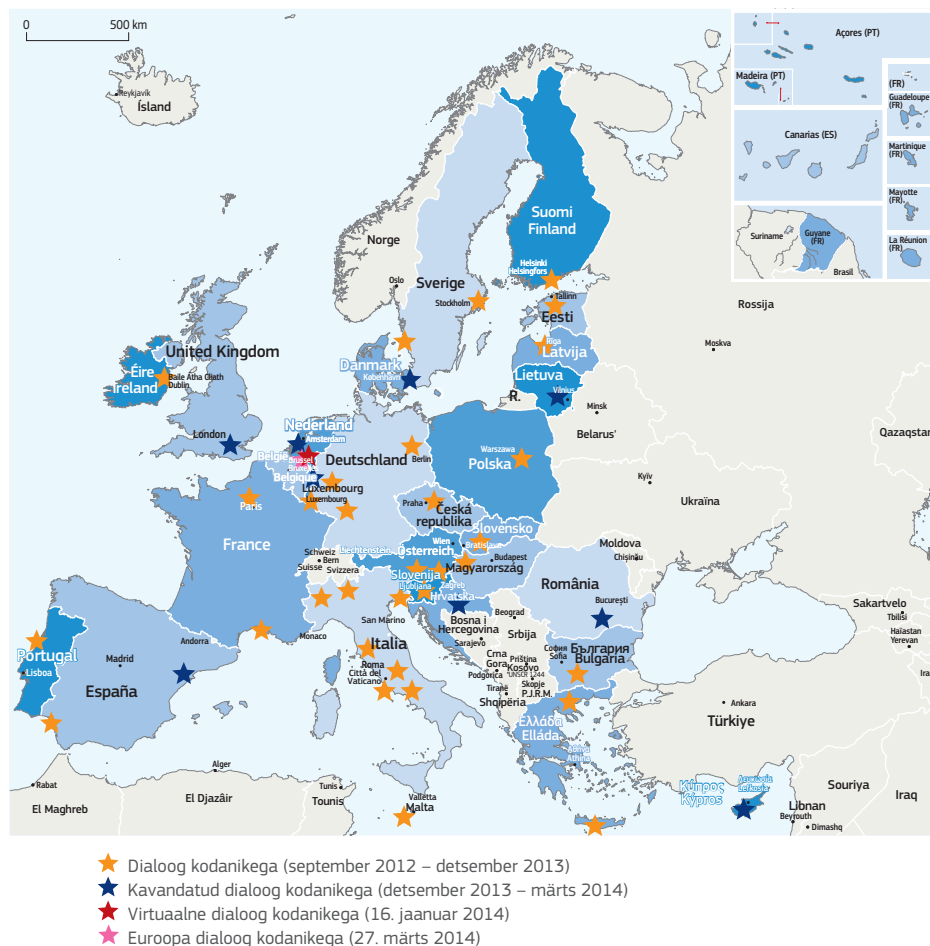 0 500 km
Açores (PT)
Madeira (PT)
(FR)
Guadeloupe
(FR)
Canarias (ES)
Martinique
(FR)
Mayotte
(FR)
Guyane
(FR)
Suriname
Brasil
La Réunion
(FR)
Reykjavík
Ísland
Norge
Oslo
Suomi
Finland
Helsinki
Helsingfors
Sverige
Stockholm
Tallinn
Eesti
Rossija
Moskva
Rīga
Latvija
Lietuva
Vilnius
R.
Minsk
Belarus'
Qazaqstan
United Kingdom
London
Éire
Ireland
Baile Átha Cliath
Dublin
Danmark
København
Nederland
Amsterdam
België
Brussel
Bruxelles
Belgique
Luxembourg
Luxembourg
Deutschland
Berlin
Warszawa
Polska
Kyïv
Ukraïna
Paris
France
Praha
Česká
republika
Slovensko
Wien
Bratislava
Österreich
Liechtenstein
Budapest
Magyarország
Moldova
Chişinău
Schweiz
Bern
Suisse
Svizzera
Slovenija
Ljubljana
Zagreb
Hrvatska
România
Bucureşti
San Marino
Monaco
Andorra
Bosna i
Hercegovina
Sarajevo
Beograd
Srbija
Italia
Roma
Città del
Vaticano
Crna
Gora
Podgorica
Priština
Kosovo
*UNSCR 1244
Skopje
P.J.R.M.
Tiranë
Shqipëria
София
Sofia
България
Bulgaria
Sakartvelo
Tbilisi
Haïastan
Yerevan
Portugal
Lisboa
Madrid
España
Ankara
Türkiye
Ελλάδα
Elláda
Athina
Κύπρος
Kýpros
Lefkosia
Souriya
Iraq
Libnan
Beyrouth
Dimashq
Rabat
El Maghreb
Alger
El Djazâir
Tunis
Tounis
Valletta
Malta
Dialoog kodanikega (september 2012 – detsember 2013)
Kavandatud dialoog kodanikega (detsember 2013 – märts 2014)
Virtuaalne dialoog kodanikega (16. jaanuar 2014)
Euroopa dialoog kodanikega (27. märts 2014)